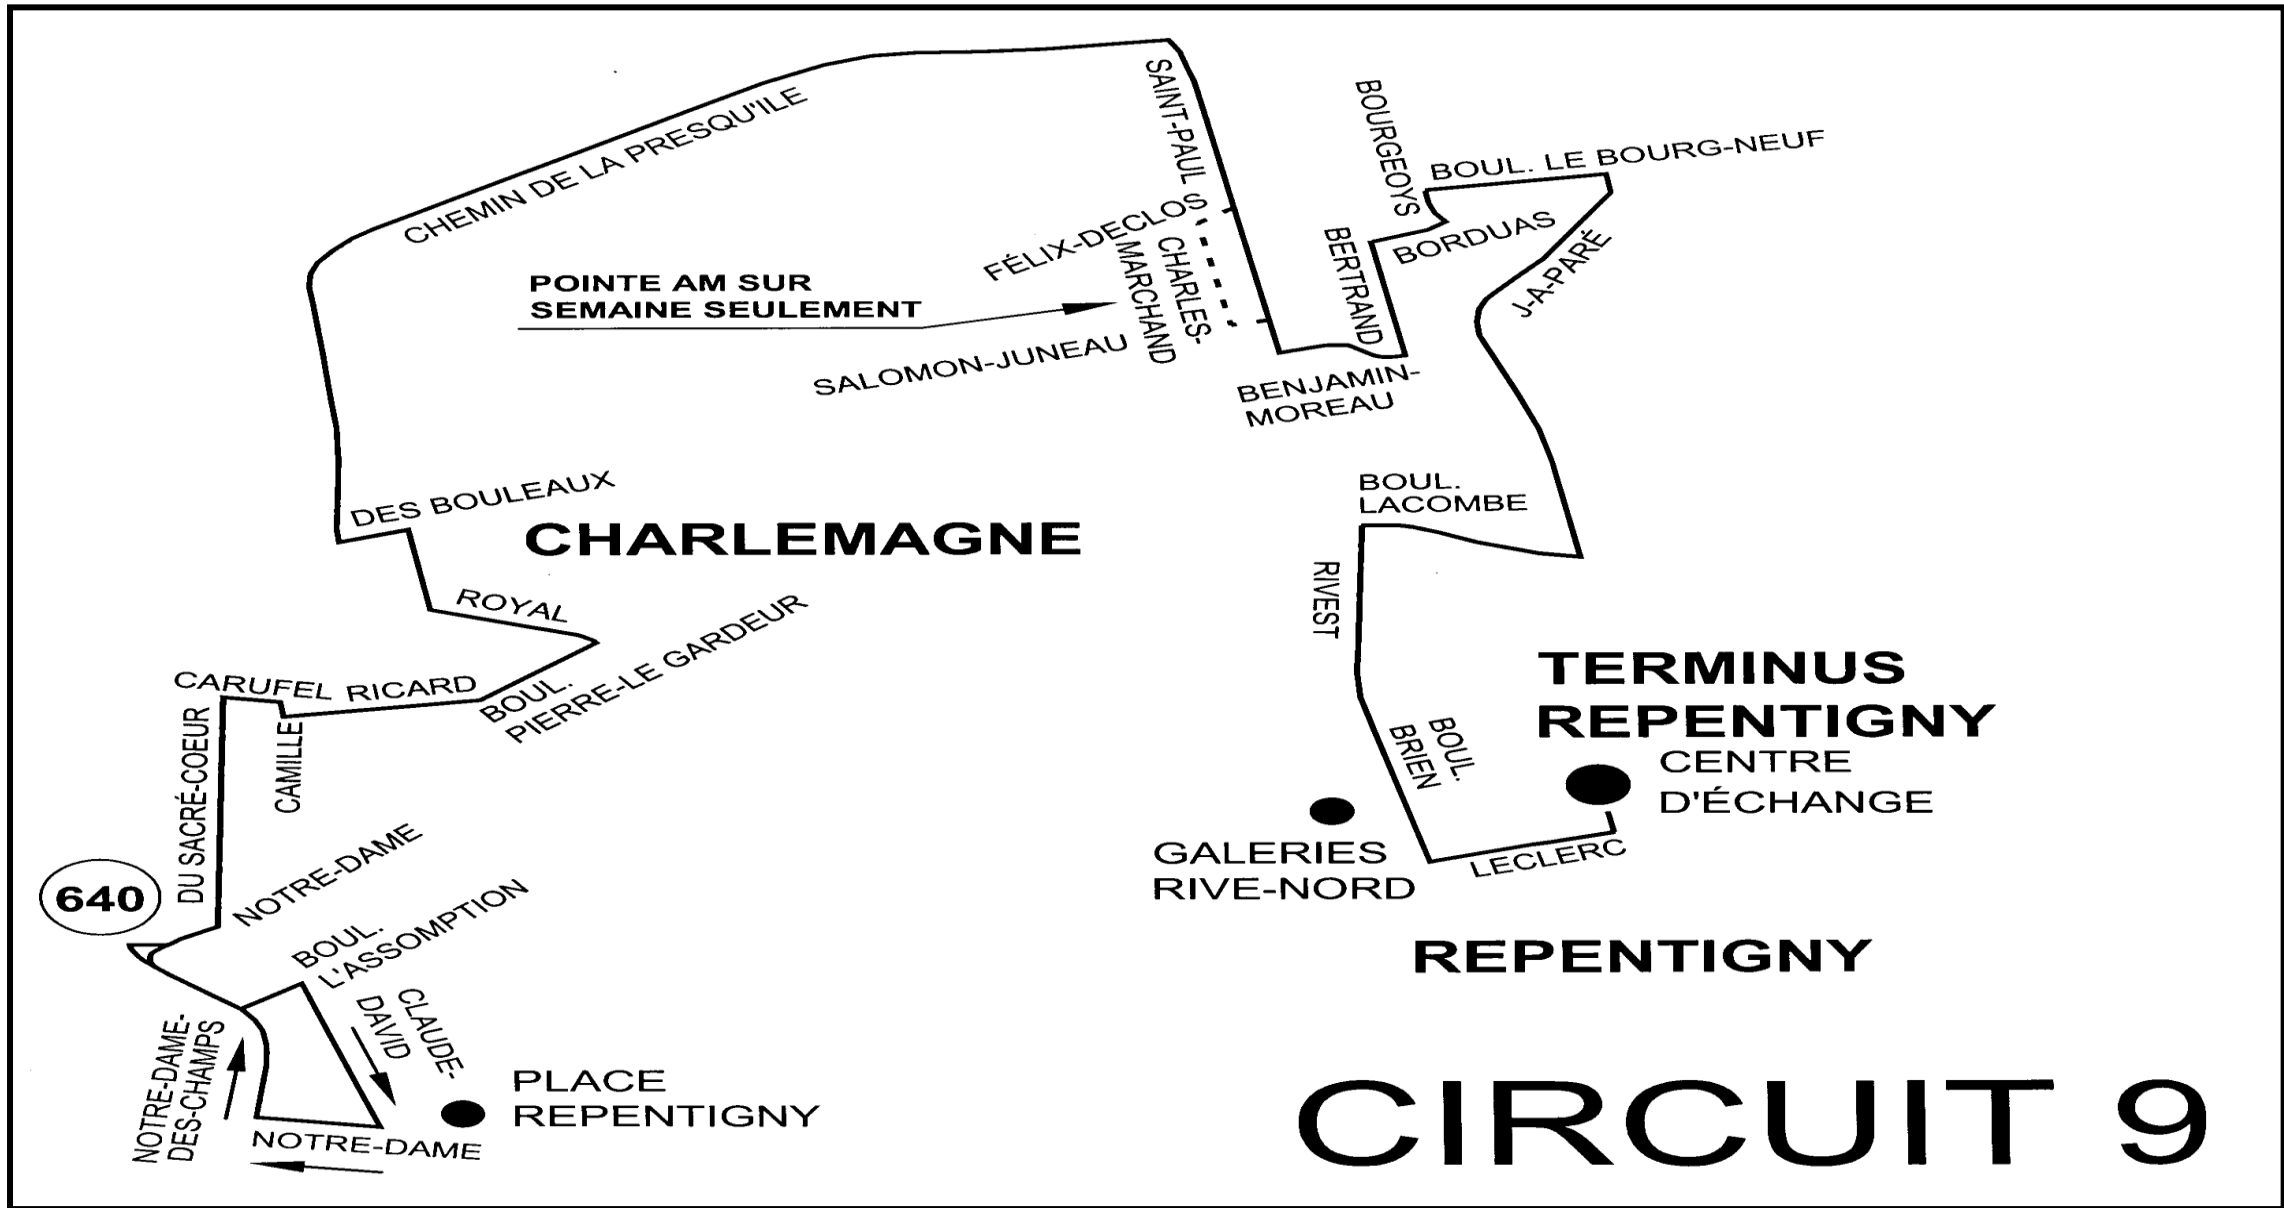 CHEMIN DE LA PRESQU'ILE
SAINT-PAUL
BOURGEOYS
BOUL. LE BOURG-NEUF
FÉLIX-DECLOS
CHARLES-
MARCHAND
BERTRAND
BORDUAS
J-A-PARÉ
POINTE AM SUR
SEMAINE SEULEMENT
SALOMON-JUNEAU
BENJAMIN-
MOREAU
DES BOULEAUX
CHARLEMAGNE
BOUL.
LACOMBE
ROYAL
RIVEST
CARUFEL
RICARD
BOUL.
PIERRE-LE GARDEUR
TERMINUS
REPENTIGNY
CENTRE
D'ÉCHANGE
DU SACRÉ-COEUR
CAMILLE
BOUL.
BRIEN
GALERIES
RIVE-NORD
LECLERC
640
NOTRE-DAME
BOUL.
L'ASSOMPTION
REPENTIGNY
CLAUDE-
DAVID
NOTRE-DAME-
DES-CHAMPS
PLACE
REPENTIGNY
NOTRE-DAME
CIRCUIT 9